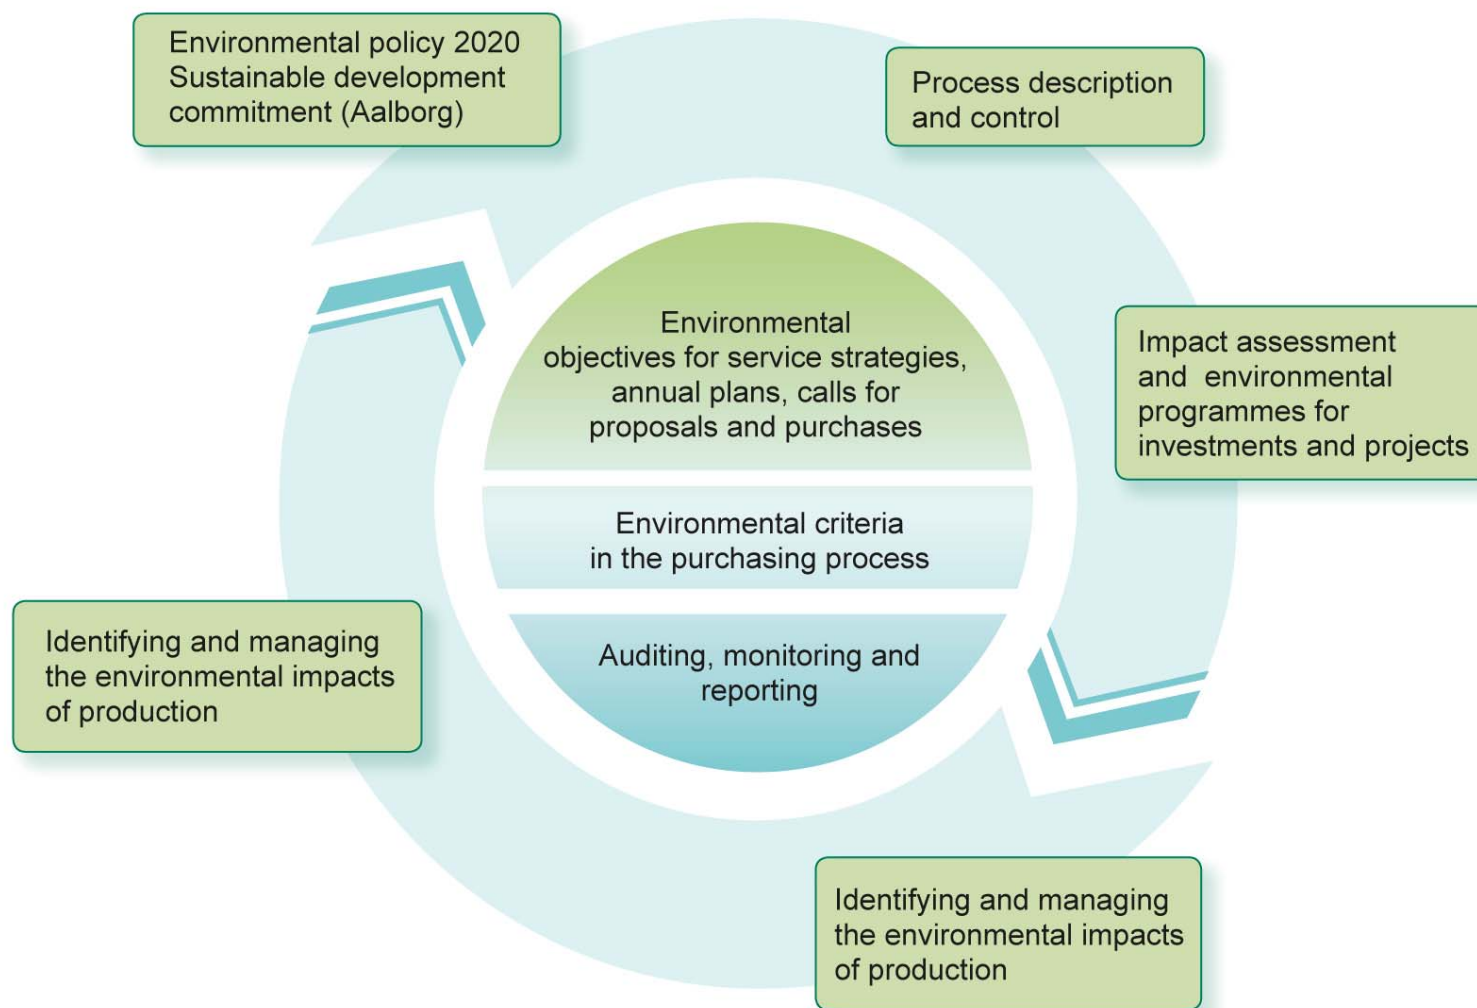 Environmental policy 2020
Sustainable development
commitment (Aalborg)
Process description
and control
Impact assessment
and environmental
programmes for
investments and projects
Environmental
objectives for service strategies,
annual plans, calls for
proposals and purchases
Environmental criteria
in the purchasing process
Auditing, monitoring and
reporting
Identifying and managing
the environmental impacts
of production
Identifying and managing
the environmental impacts
of production